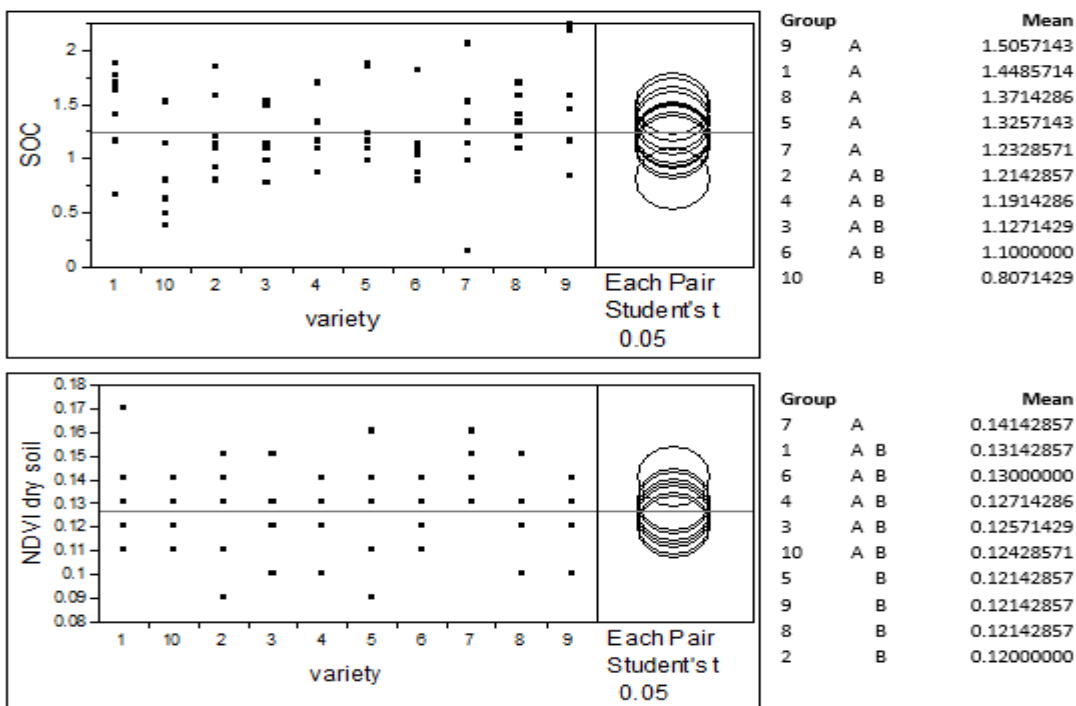 SOC
2
1.5
1
0.5
0
1 10 2 3 4 5 6 7 8 9
variety
Each Pair
Student's t
0.05
Group Mean
9 A 1.5057143
1 A 1.4485714
8 A 1.3714286
5 A 1.3257143
7 A 1.2328571
2 A B 1.2142857
4 A B 1.1914286
3 A B 1.1271429
6 A B 1.1000000
10 B 0.8071429
NDVI dry soil
0.18
0.17
0.16
0.15
0.14
0.13
0.12
0.11
0.1
0.09
0.08
1 10 2 3 4 5 6 7 8 9
variety
Each Pair
Student's t
0.05
Group Mean
7 A 0.14142857
1 A B 0.13142857
6 A B 0.13000000
4 A B 0.12714286
3 A B 0.12571429
10 A B 0.12428571
5 B 0.12142857
9 B 0.12142857
8 B 0.12142857
2 B 0.12000000